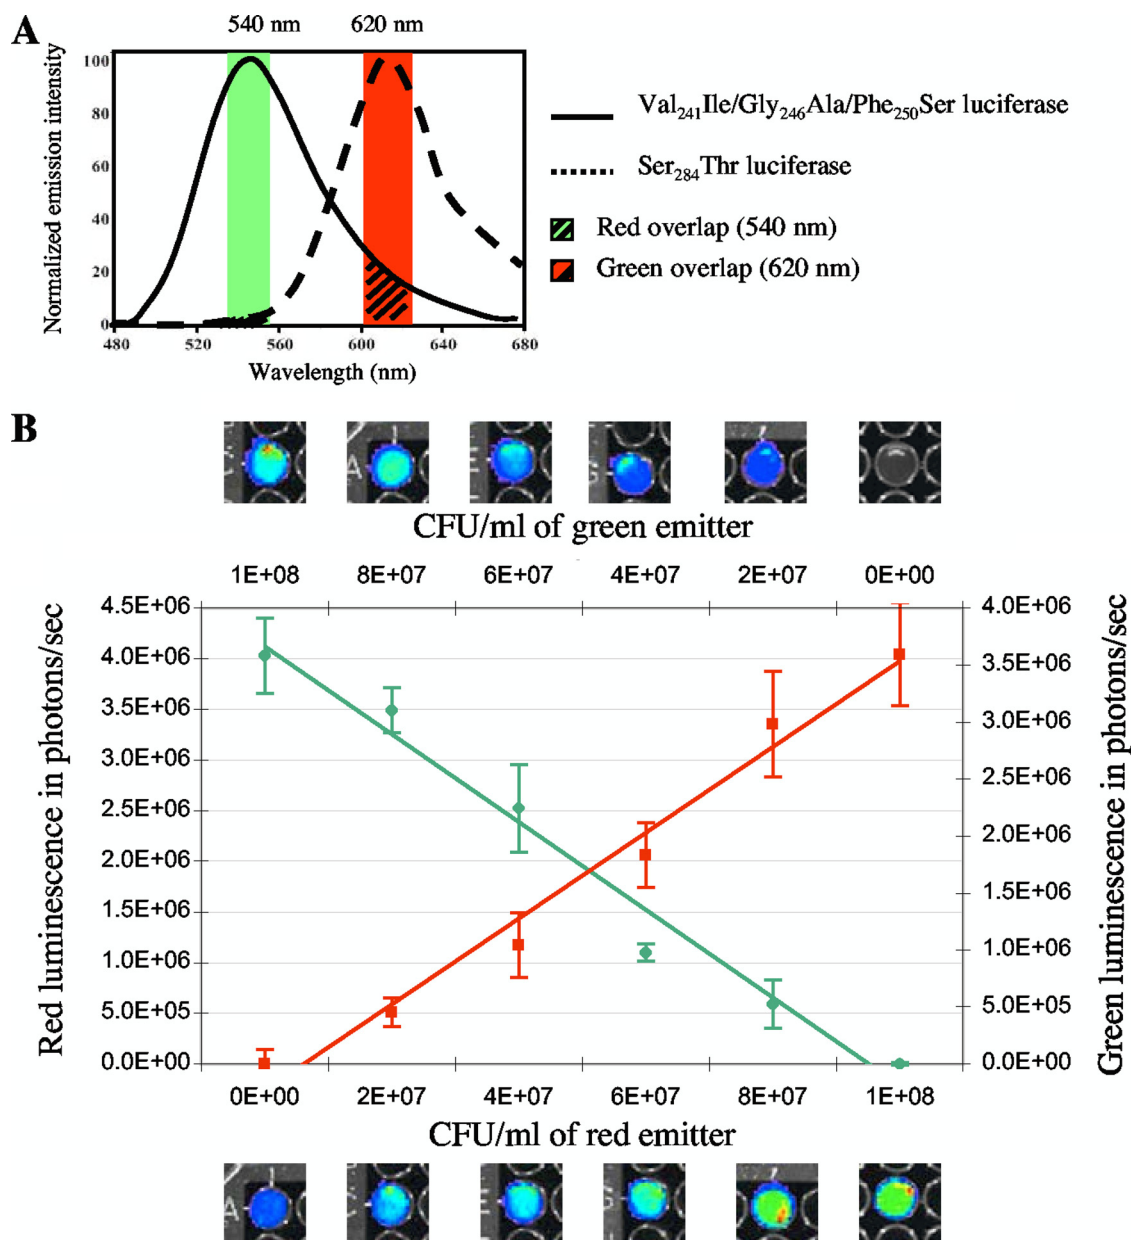 A
540 nm 620 nm
Normalized emission intensity
100
80
60
40
20
0
480 520 560 600 640 680
Wavelength (nm)
Val241Ile/Gly246Ala/Phe250Ser luciferase
Ser284Thr luciferase
Red overlap (540 nm)
Green overlap (620 nm)
B
CFU/ml of green emitter
1E+08 8E+07 6E+07 4E+07 2E+07 0E+00
Red luminescence in photons/sec
4.5E+06
4.0E+06
3.5E+06
3.0E+06
2.5E+06
2.0E+06
1.5E+06
1.0E+06
5.0E+05
0.0E+00
4.0E+06
3.5E+06
3.0E+06
2.5E+06
2.0E+06
1.5E+06
1.0E+06
5.0E+05
0.0E+00
Green luminescence in photons/sec
0E+00 2E+07 4E+07 6E+07 8E+07 1E+08
CFU/ml of red emitter